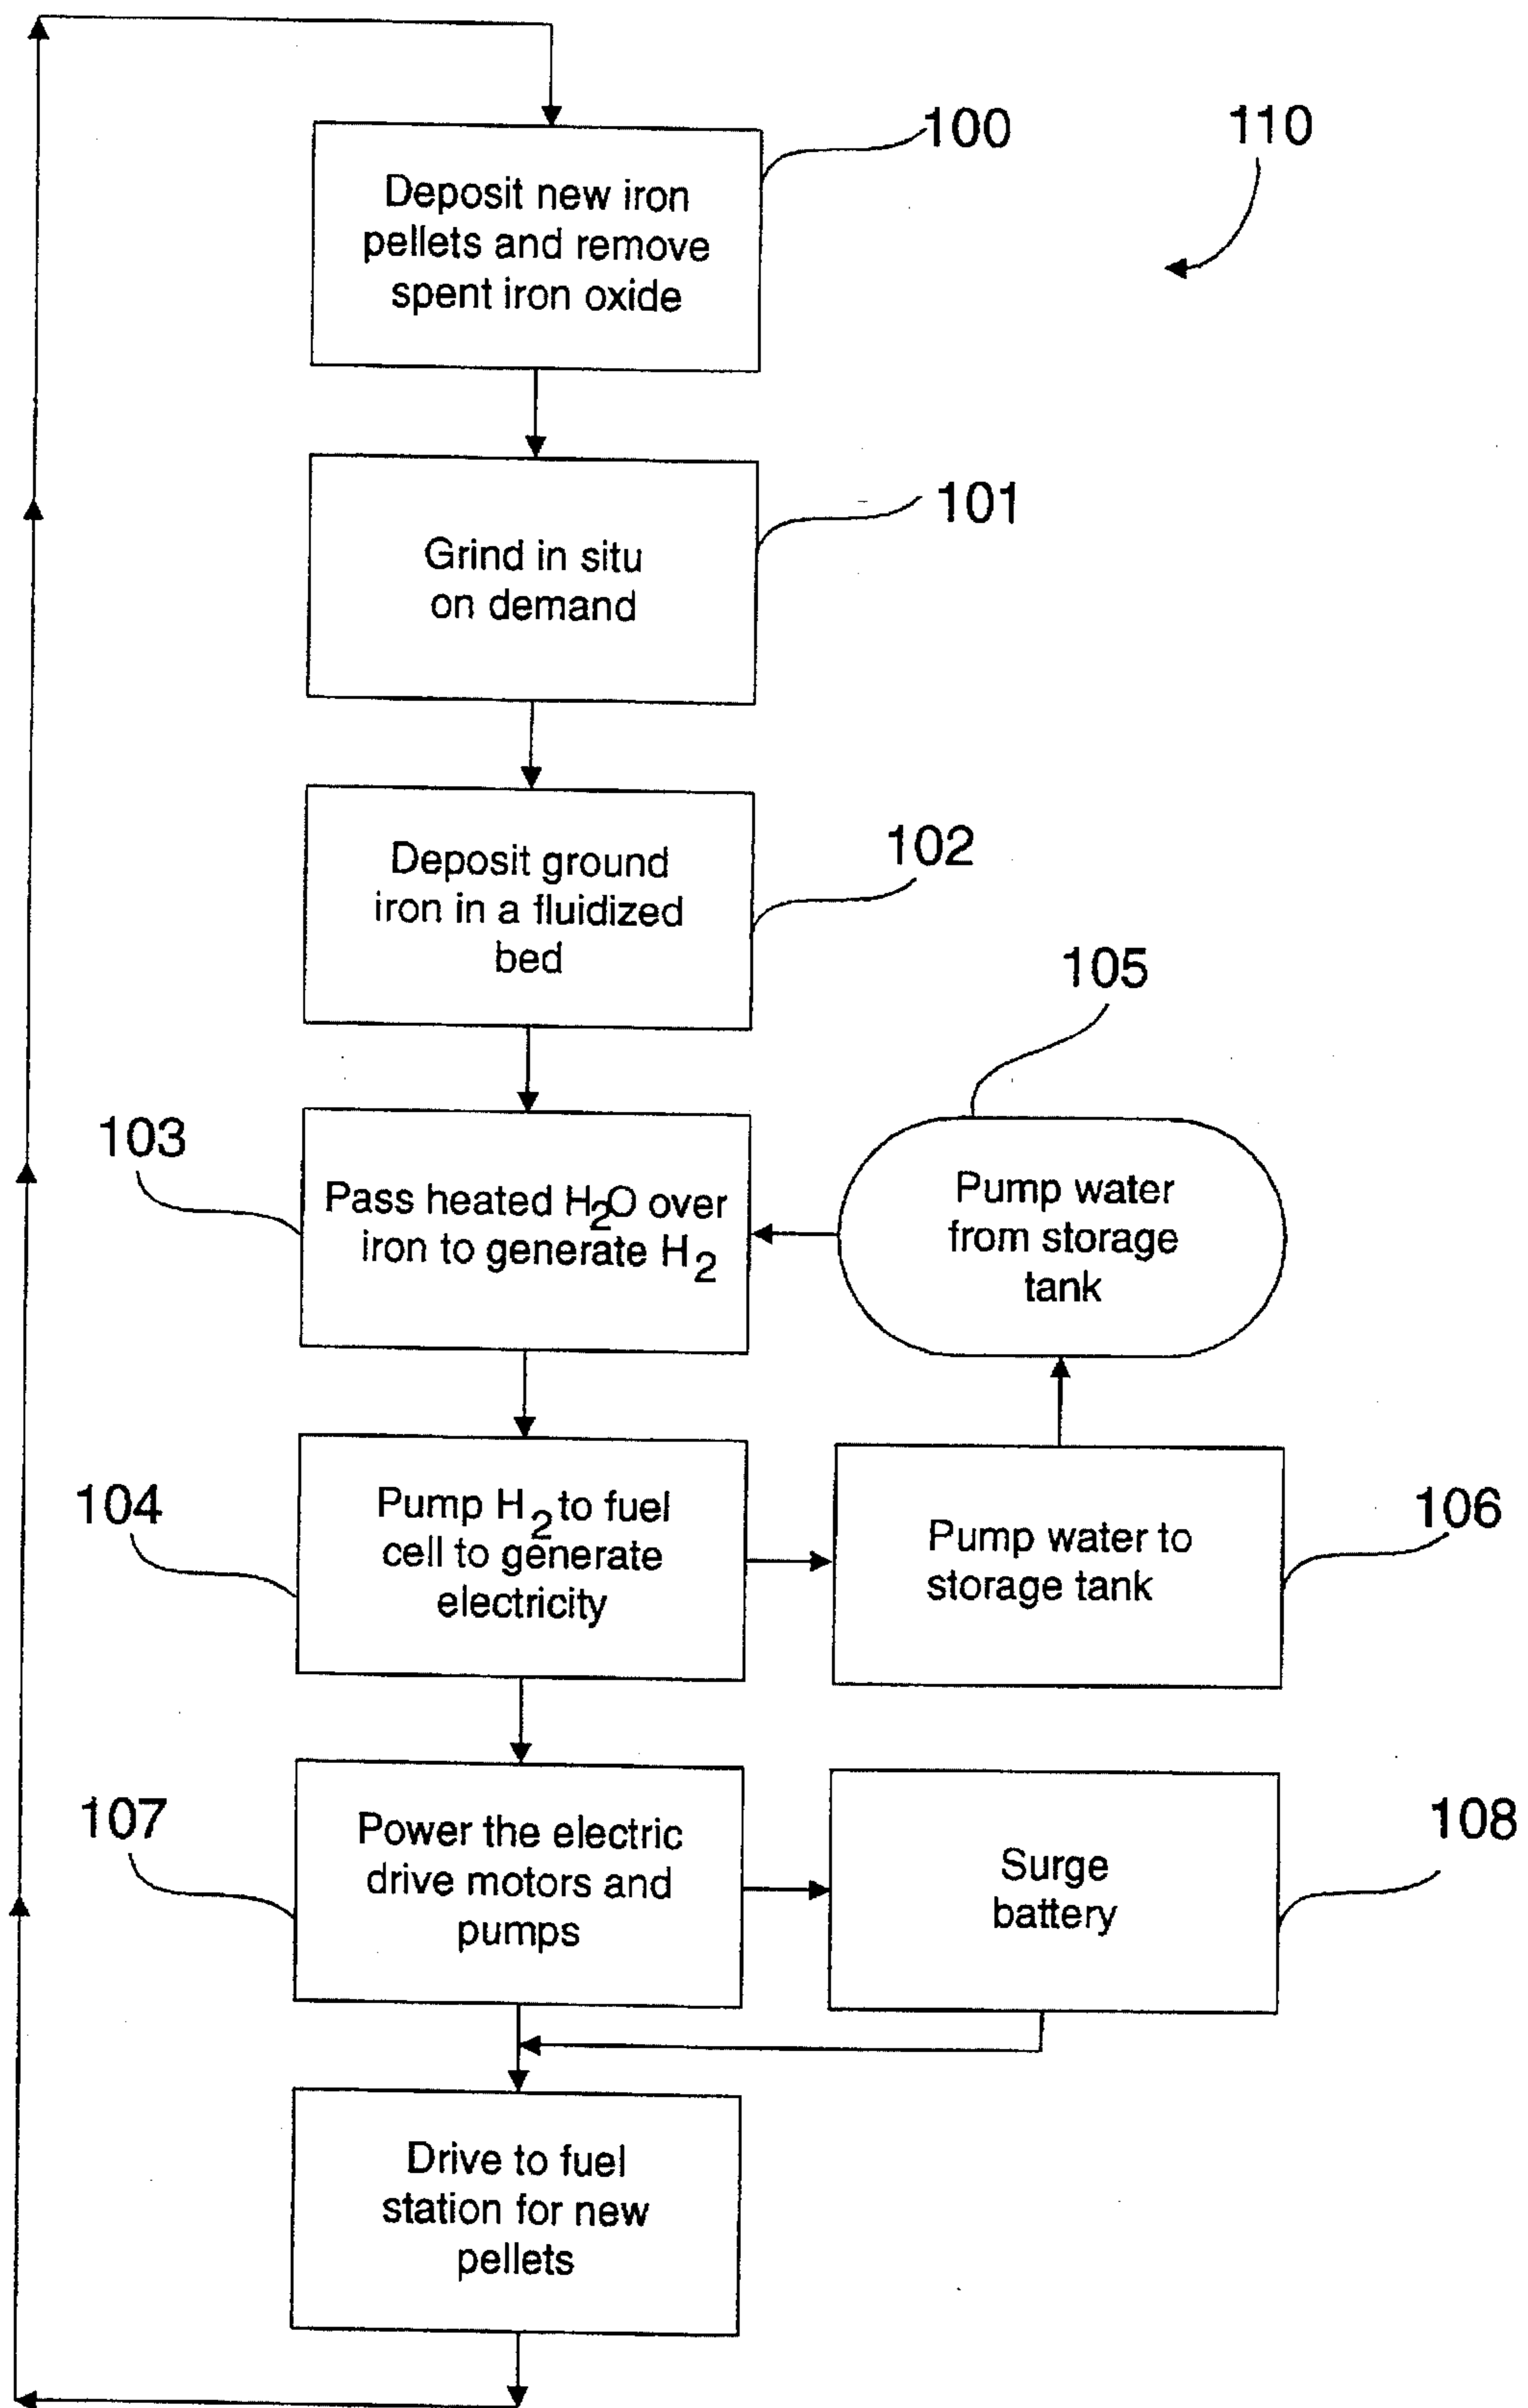 100
110
Deposit new iron
pellets and remove
spent iron oxide
101
Grind in situ
on demand
102
Deposit ground
iron in a fluidized
bed
105
103
Pass heated H2O over
iron to generate H2
Pump water
from storage
tank
104
Pump H2 to fuel
cell to generate
electricity
106
Pump water to
storage tank
107
Power the electric
drive motors and
pumps
108
Surge
battery
Drive to fuel
station for new
pellets